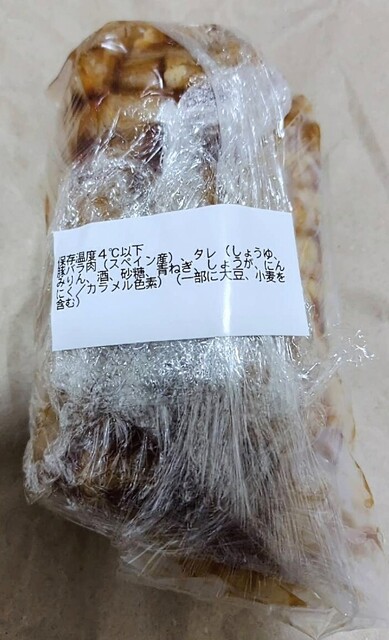 保存温度4℃以下
豚バラ肉（スペイン産）、タレ（しょうゆ、
みりん、酒、砂糖、青ねぎ、しょうが、にん
にく／カラメル色素）（一部に大豆、小麦を
含む）